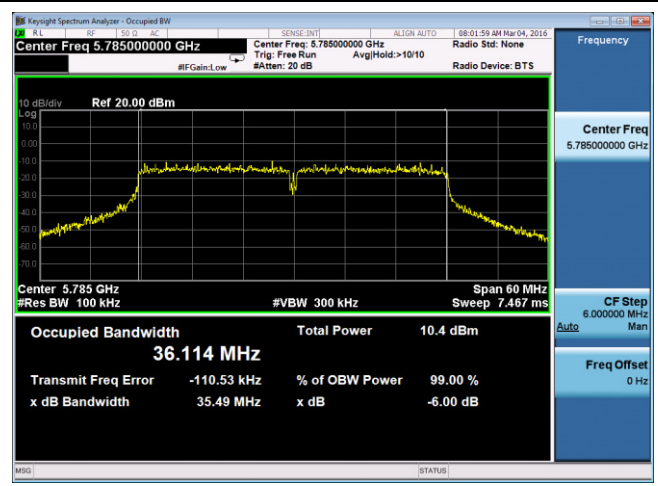 Keysight Spectrum Analyzer - Occupied BW
RL RF 50 Ω AC SENSE:INT ALIGN AUTO 08:01:59 AM Mar 04, 2016
Center Freq 5.785000000 GHz Center Freq: 5.785000000 GHz Radio Std: None Frequency
Trig: Free Run Avg|Hold:>10/10
#IFGain:Low #Atten: 20 dB Radio Device: BTS
10 dB/div Ref 20.00 dBm
Log
10.0
0.00
-10.0
-20.0
-30.0
-40.0
-50.0
-60.0
-70.0
Center Freq
5.785000000 GHz
Center 5.785 GHz Span 60 MHz
#Res BW 100 kHz #VBW 300 kHz Sweep 7.467 ms
CF Step
6.000000 MHz
Auto Man
Occupied Bandwidth Total Power 10.4 dBm
36.114 MHz
Transmit Freq Error -110.53 kHz % of OBW Power 99.00 %
x dB Bandwidth 35.49 MHz x dB -6.00 dB
Freq Offset
0 Hz
MSG STATUS